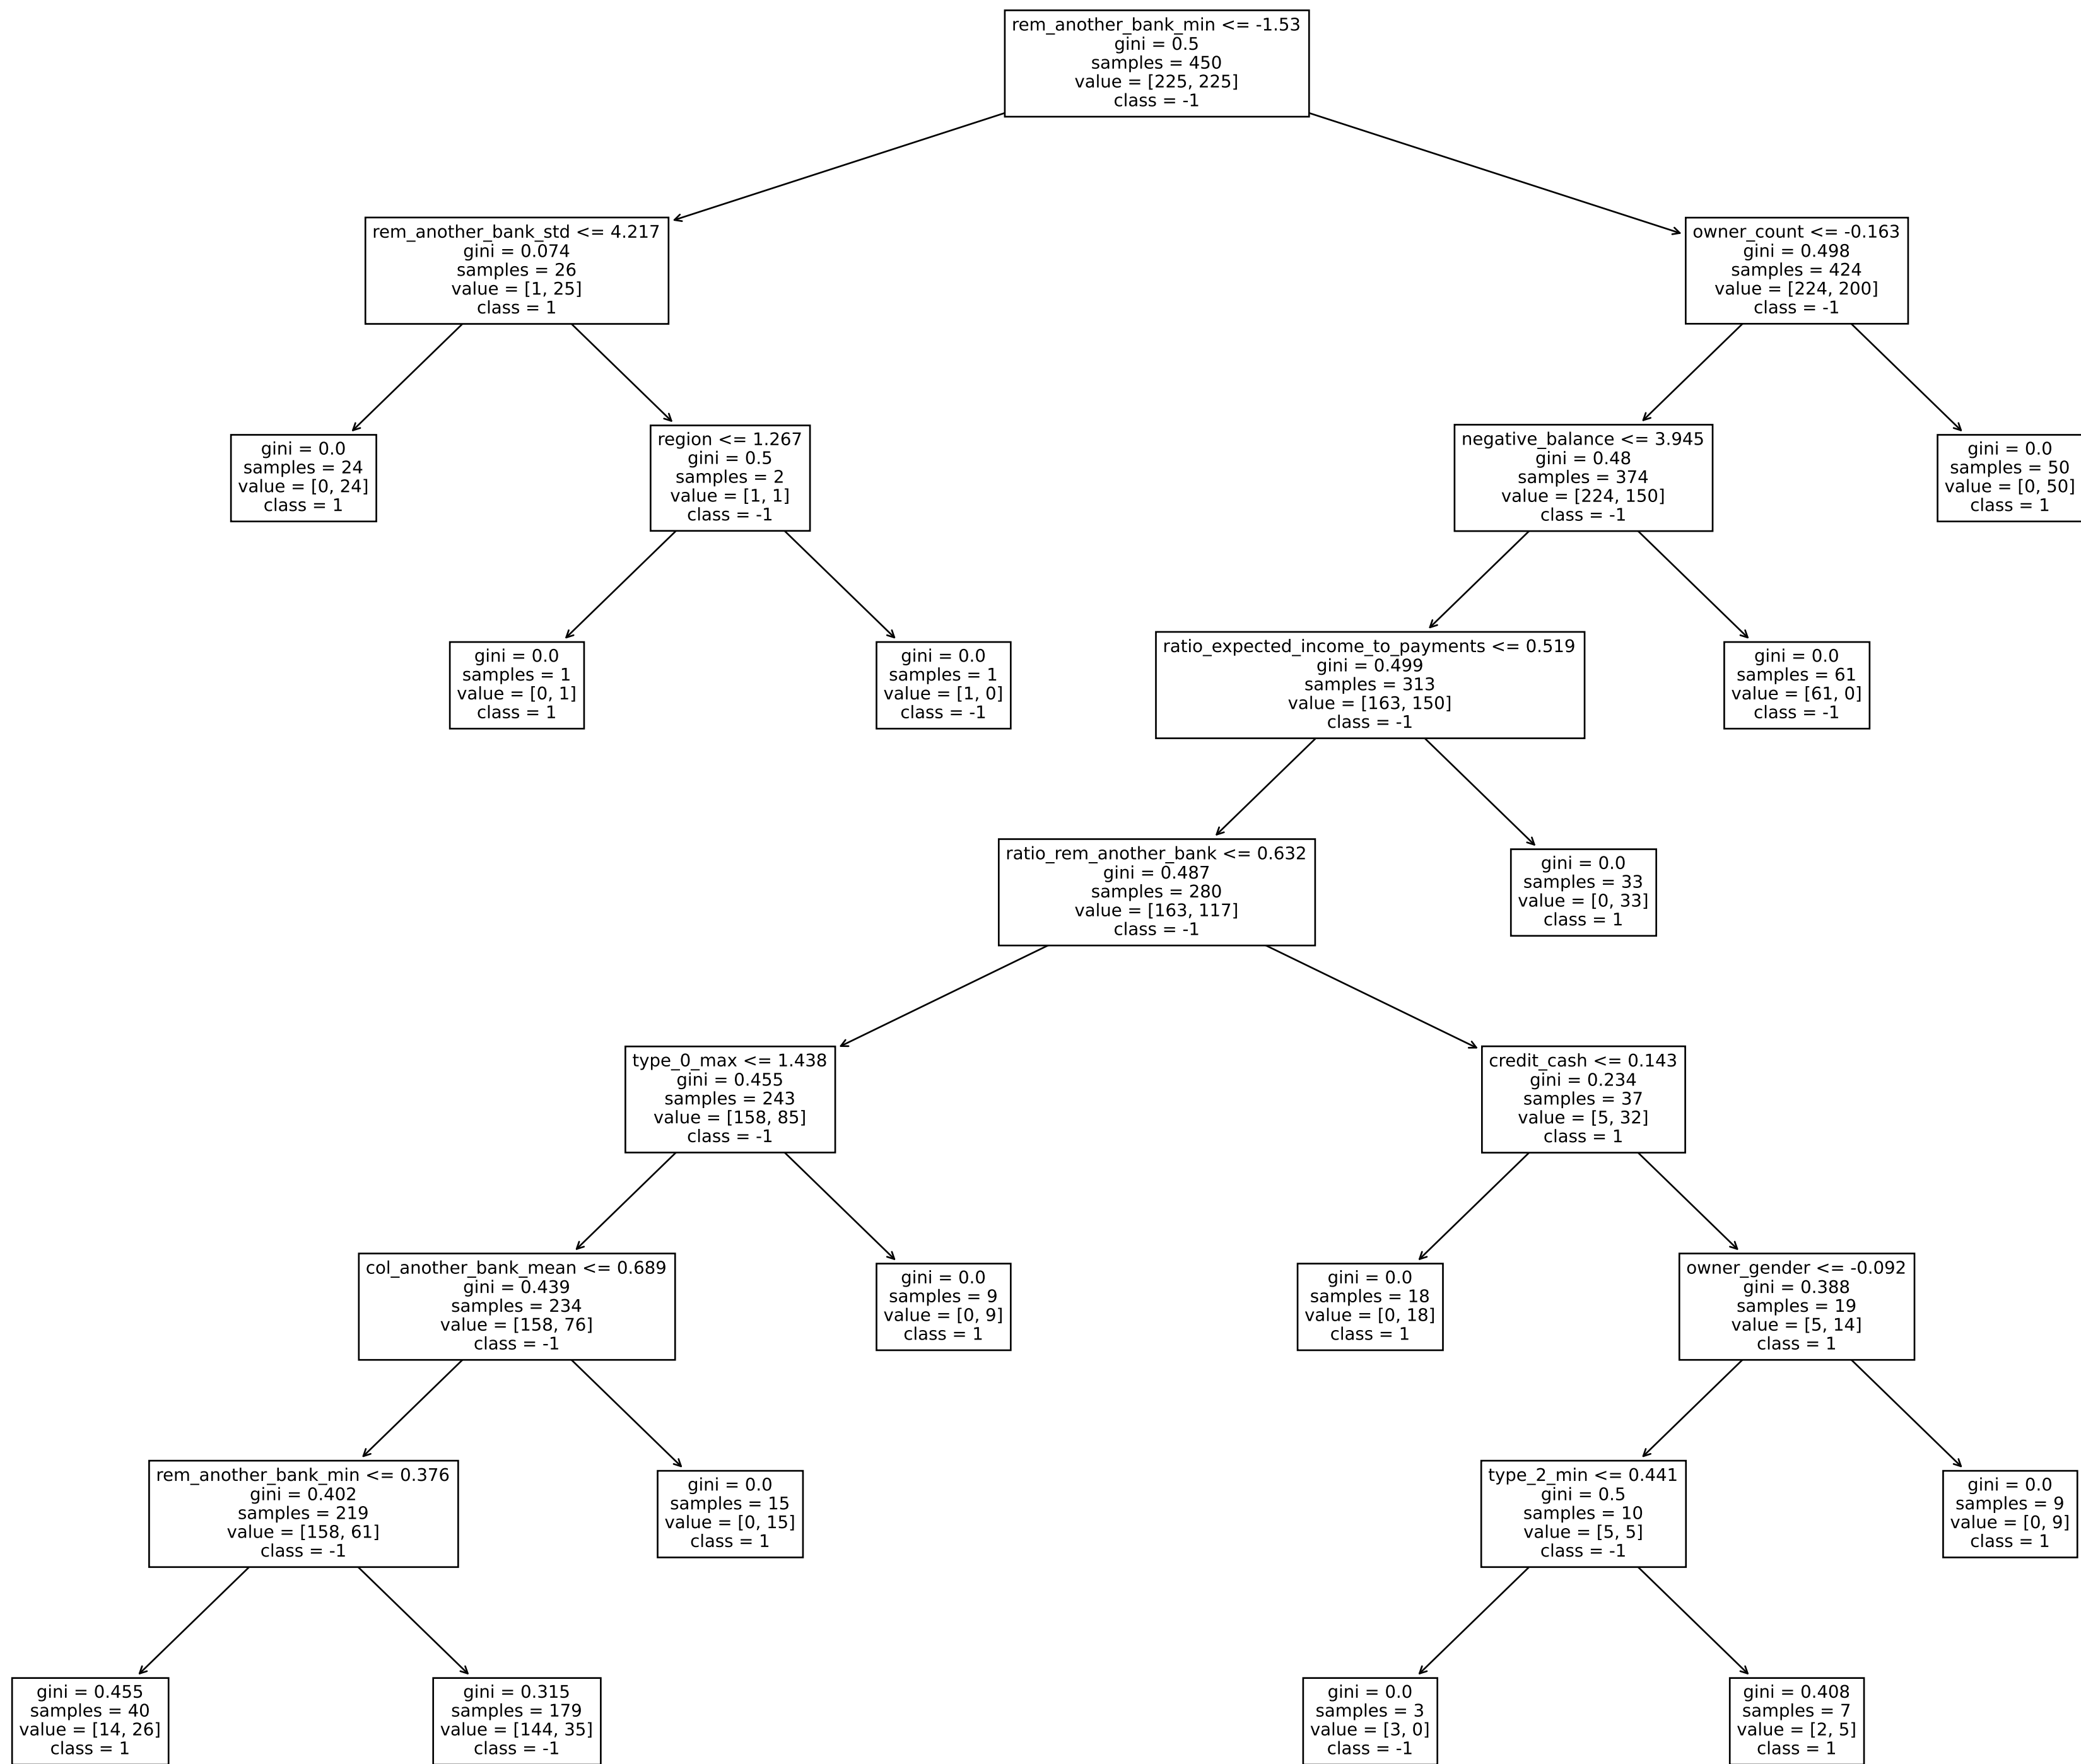 rem_another_bank_min <= -1.53
gini = 0.5
samples = 450
value = [225, 225]
class = -1
rem_another_bank_std <= 4.217
gini = 0.074
samples = 26
value = [1, 25]
class = 1
owner_count <= -0.163
gini = 0.498
samples = 424
value = [224, 200]
class = -1
gini = 0.0
samples = 24
value = [0, 24]
class = 1
region <= 1.267
gini = 0.5
samples = 2
value = [1, 1]
class = -1
negative_balance <= 3.945
gini = 0.48
samples = 374
value = [224, 150]
class = -1
gini = 0.0
samples = 50
value = [0, 50]
class = 1
gini = 0.0
samples = 1
value = [0, 1]
class = 1
gini = 0.0
samples = 1
value = [1, 0]
class = -1
ratio_expected_income_to_payments <= 0.519
gini = 0.499
samples = 313
value = [163, 150]
class = -1
gini = 0.0
samples = 61
value = [61, 0]
class = -1
ratio_rem_another_bank <= 0.632
gini = 0.487
samples = 280
value = [163, 117]
class = -1
gini = 0.0
samples = 33
value = [0, 33]
class = 1
type_0_max <= 1.438
gini = 0.455
samples = 243
value = [158, 85]
class = -1
credit_cash <= 0.143
gini = 0.234
samples = 37
value = [5, 32]
class = 1
col_another_bank_mean <= 0.689
gini = 0.439
samples = 234
value = [158, 76]
class = -1
gini = 0.0
samples = 9
value = [0, 9]
class = 1
gini = 0.0
samples = 18
value = [0, 18]
class = 1
owner_gender <= -0.092
gini = 0.388
samples = 19
value = [5, 14]
class = 1
rem_another_bank_min <= 0.376
gini = 0.402
samples = 219
value = [158, 61]
class = -1
gini = 0.0
samples = 15
value = [0, 15]
class = 1
type_2_min <= 0.441
gini = 0.5
samples = 10
value = [5, 5]
class = -1
gini = 0.0
samples = 9
value = [0, 9]
class = 1
gini = 0.455
samples = 40
value = [14, 26]
class = 1
gini = 0.315
samples = 179
value = [144, 35]
class = -1
gini = 0.0
samples = 3
value = [3, 0]
class = -1
gini = 0.408
samples = 7
value = [2, 5]
class = 1